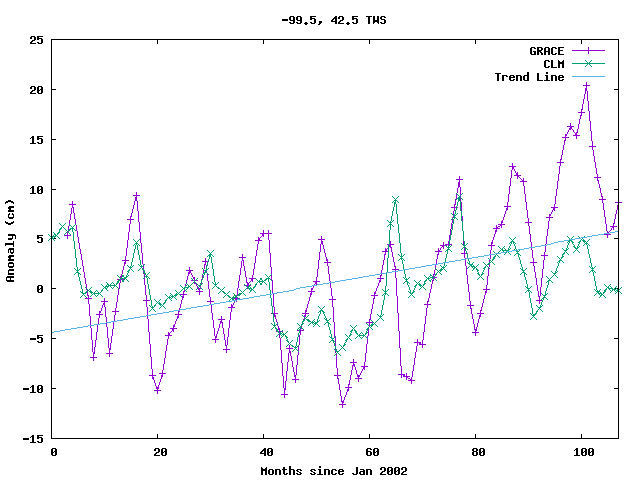 -99.5, 42.5 TWS
25
20
15
10
5
0
-5
-10
-15
Anomaly (cm)
GRACE
CLM
Trend Line
0 20 40 60 80 100
Months since Jan 2002